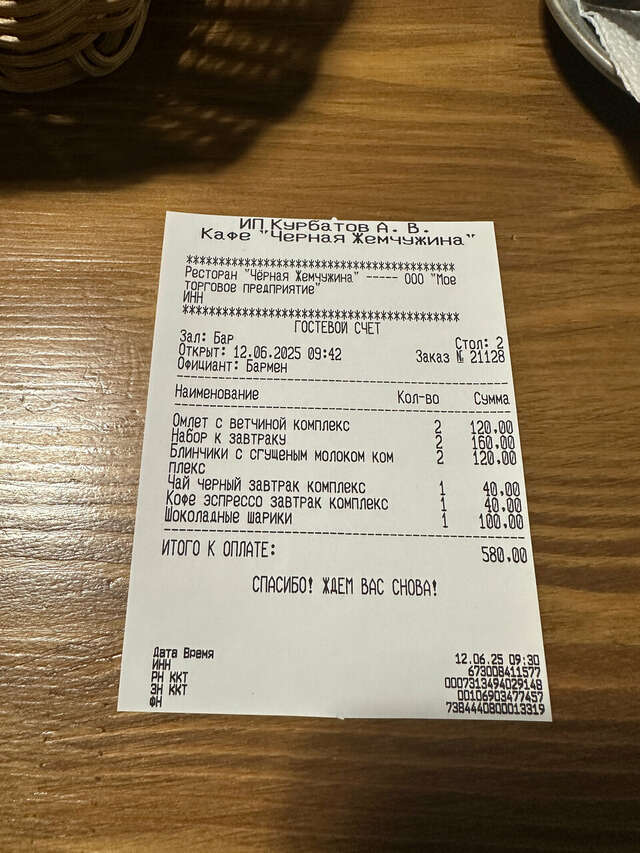 ИП Курбатов А. В.
Кафе "Черная Жемчужина"
*****************************************
Ресторан "Чёрная Жемчужина" ----- ООО "Мое
торговое предприятие"
ИНН
*****************************************
ГОСТЕВОЙ СЧЕТ
Зал: Бар Стол: 2
Открыт: 12.06.2025 09:42 Заказ № 21128
Официант: Бармен
Наименование Кол-во Сумма
Омлет с ветчиной комплекс 2 120.00
Набор к завтраку 2 160.00
Блинчики с сгущеным молоком ком 2 120.00
плекс
Чай черный завтрак комплекс 1 40.00
Кофе эспрессо завтрак комплекс 1 40.00
Шоколадные шарики 1 100.00
ИТОГО К ОПЛАТЕ: 580.00
СПАСИБО! ЖДЕМ ВАС СНОВА!
Дата Время 12.06.25 09:30
ИНН 673008411577
РН ККТ 0007313494029148
ЗН ККТ 00106903477457
ФН 7384440800013319